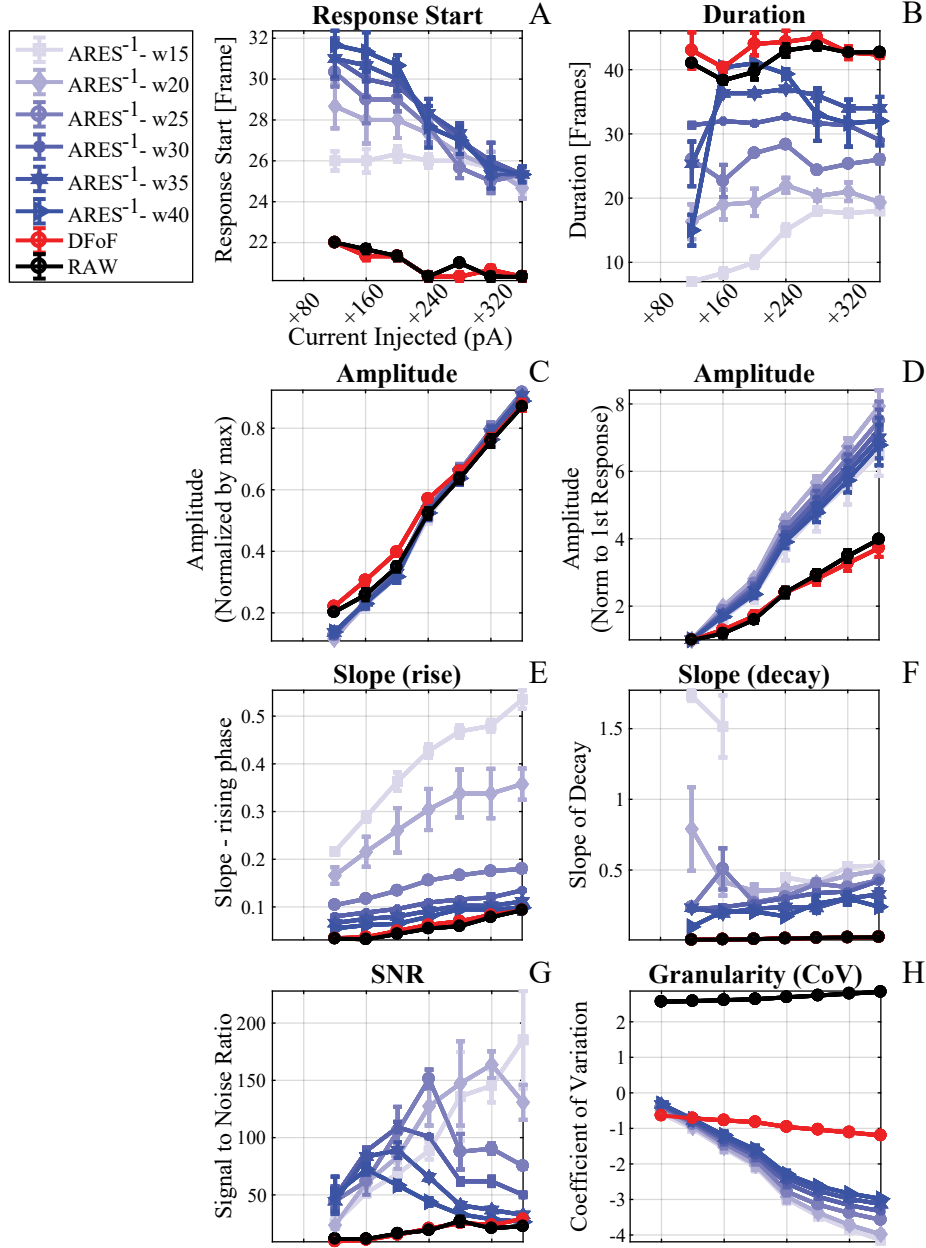 ARES⁻¹- w15
ARES⁻¹- w20
ARES⁻¹- w25
ARES⁻¹- w30
ARES⁻¹- w35
ARES⁻¹- w40
DFoF
RAW
Response Start
A
Response Start [Frame]
32
30
28
26
24
22
+80
+160
+240
+320
Current Injected (pA)
Duration
B
Duration [Frames]
40
30
20
10
+80
+160
+240
+320
Amplitude
C
Amplitude
(Normalized by max)
0.8
0.6
0.4
0.2
Amplitude
D
Amplitude
(Norm to 1st Response)
8
6
4
2
Slope (rise)
E
Slope - rising phase
0.5
0.4
0.3
0.2
0.1
Slope (decay)
F
Slope of Decay
1.5
1
0.5
SNR
G
Signal to Noise Ratio
200
150
100
50
Granularity (CoV)
H
Coefficient of Variation
2
0
-1
-2
-3
-4